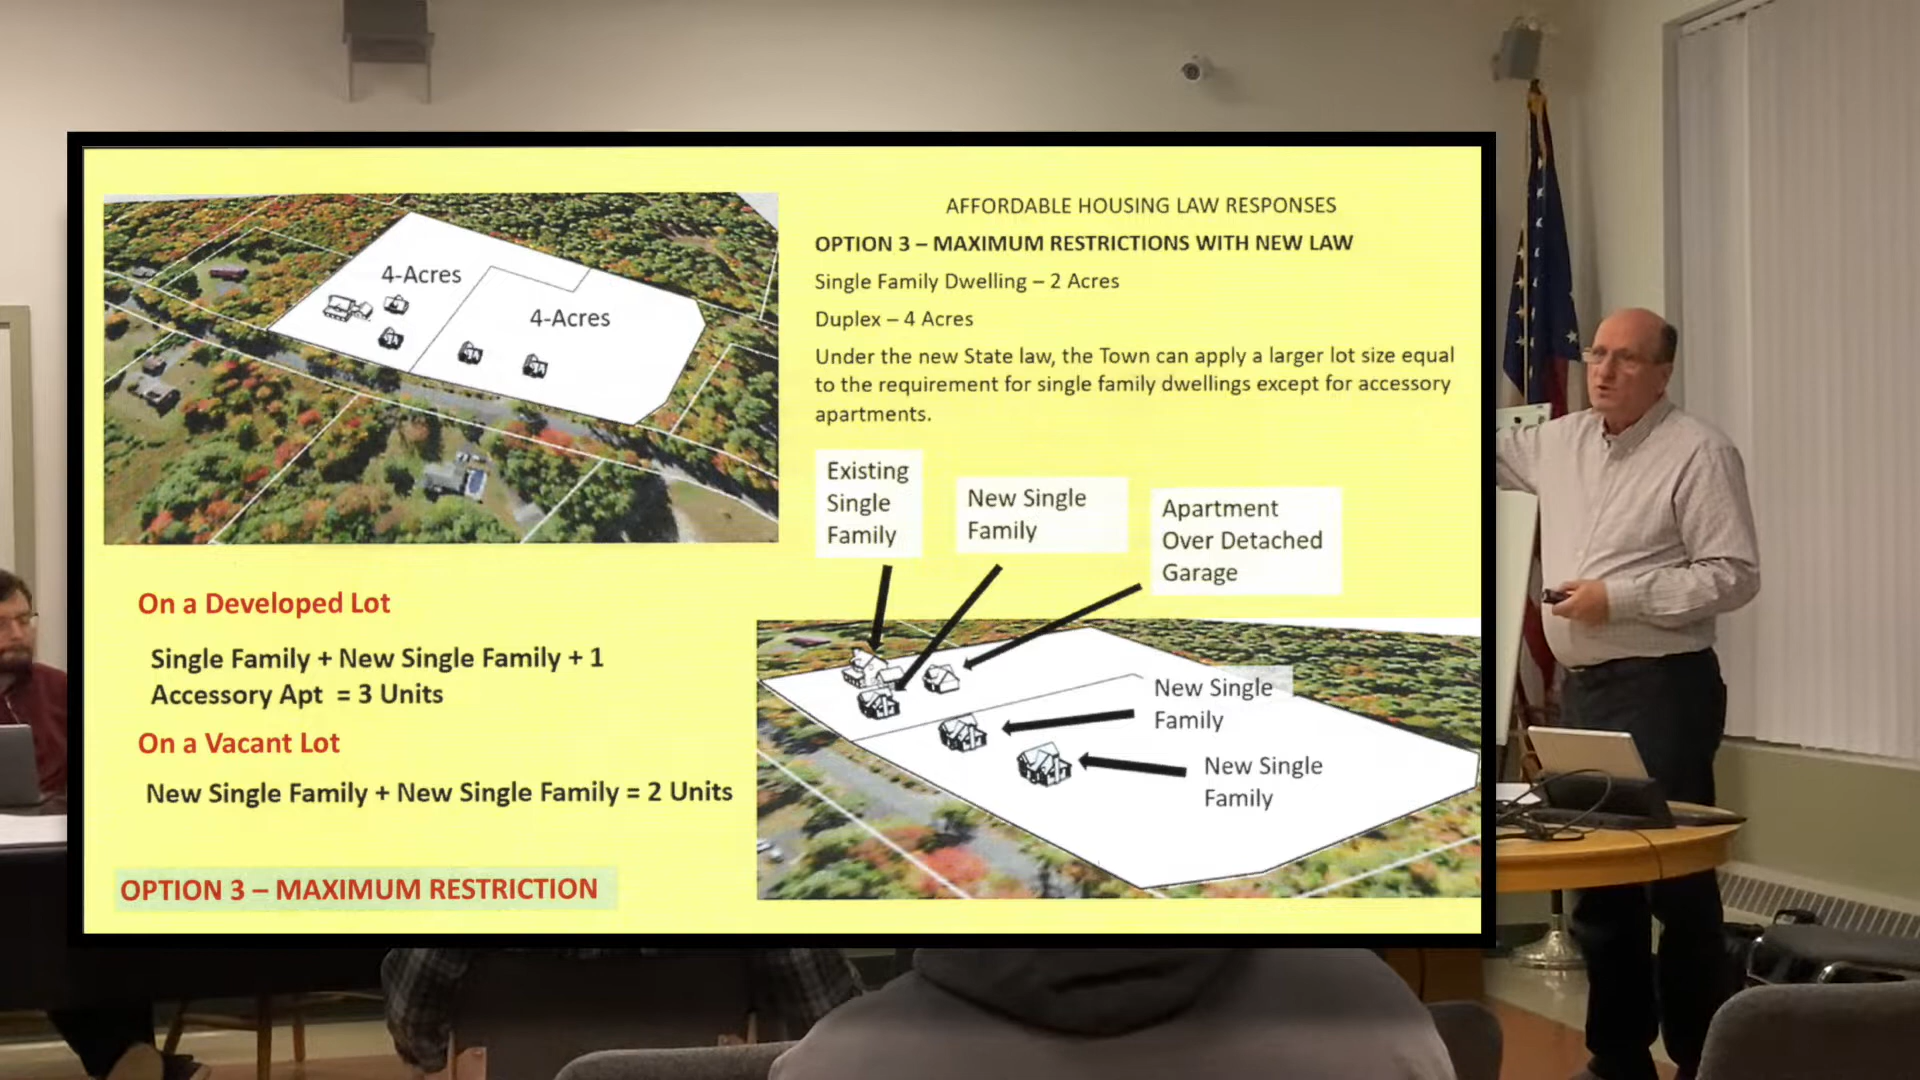 4-Acres
4-Acres
AFFORDABLE HOUSING LAW RESPONSES
OPTION 3 – MAXIMUM RESTRICTIONS WITH NEW LAW
Single Family Dwelling – 2 Acres
Duplex – 4 Acres
Under the new State law, the Town can apply a larger lot size equal
to the requirement for single family dwellings except for accessory
apartments.
Existing
Single
Family
New Single
Family
Apartment
Over Detached
Garage
On a Developed Lot
Single Family + New Single Family + 1
Accessory Apt = 3 Units
On a Vacant Lot
New Single Family + New Single Family = 2 Units
New Single
Family
New Single
Family
OPTION 3 – MAXIMUM RESTRICTION